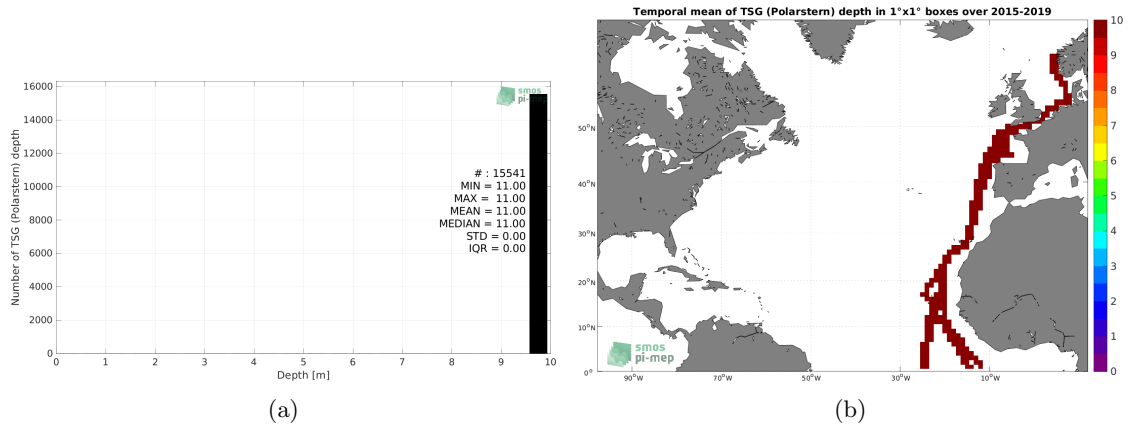 16000
14000
12000
10000
8000
6000
4000
2000
0
Number of TSG (Polarstern) depth
smos
pi-mep
# : 15541
MIN = 11.00
MAX = 11.00
MEAN = 11.00
MEDIAN = 11.00
STD = 0.00
IQR = 0.00
0 1 2 3 4 5 6 7 8 9 10
Depth [m]
(a)
Temporal mean of TSG (Polarstern) depth in 1°x1° boxes over 2015-2019
50°N
40°N
30°N
20°N
10°N
0°
90°W 70°W 50°W 30°W 10°W
smos
pi-mep
10
9
8
7
6
5
4
3
2
1
0
(b)